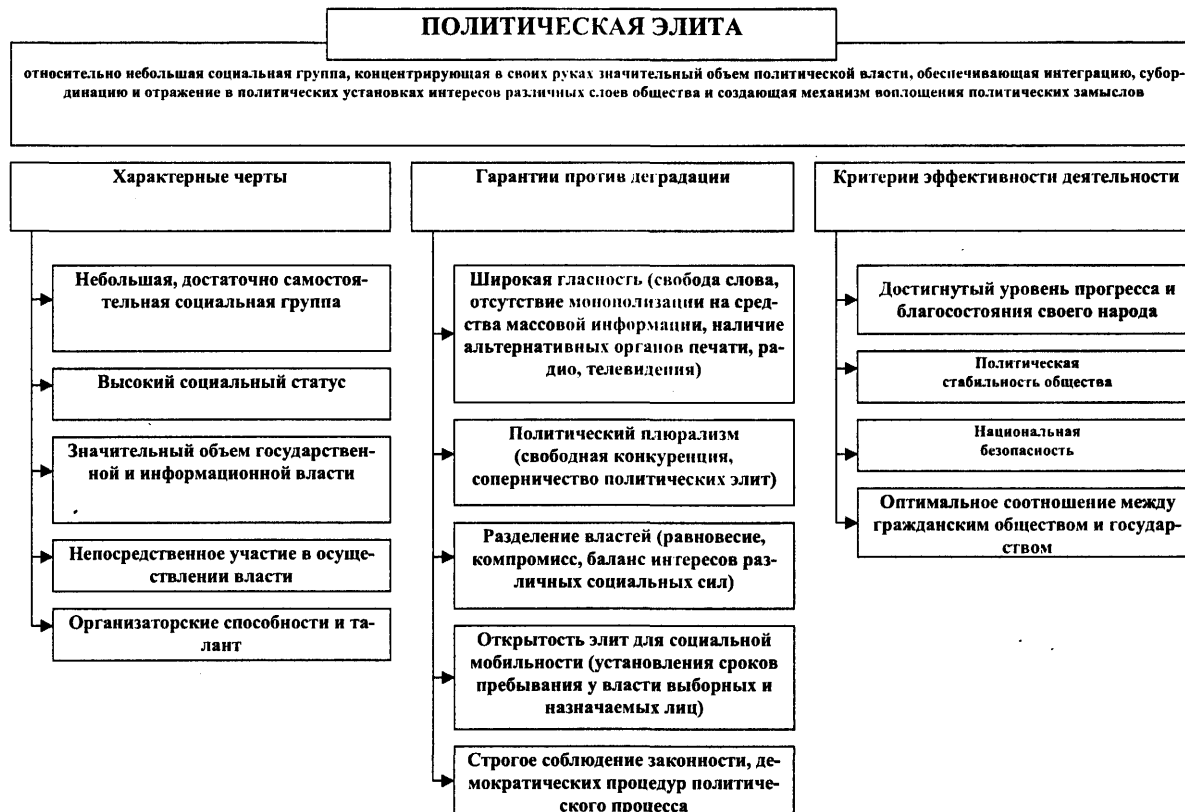 ПОЛИТИЧЕСКАЯ ЭЛИТА
относительно небольшая социальная группа, концентрирующая в своих руках значительный объем политической власти, обеспечивающая интеграцию, субор-
динацию и отражение в политических установках интересов различных слоев общества и создающая механизм воплощения политических замыслов
Характерные черты
Небольшая, достаточно самостоя-
тельная социальная группа
Высокий социальный статус
Значительный объем государствен-
ной и информационной власти
Непосредственное участие в осуще-
ствлении власти
Организаторские способности и та-
лант
Гарантии против деградации
Широкая гласность (свобода слова,
отсутствие монополизации на сред-
ства массовой информации, наличие
альтернативных органов печати, ра-
дио, телевидения)
Политический плюрализм
(свободная конкуренция,
соперничество политических элит)
Разделение властей (равновесие,
компромисс, баланс интересов раз-
личных социальных сил)
Открытость элит для социальной
мобильности (установления сроков
пребывания у власти выборных и
назначаемых лиц)
Строгое соблюдение законности, де-
мократических процедур политиче-
ского процесса
Критерии эффективности деятельности
Достигнутый уровень прогресса и
благосостояния своего народа
Политическая
стабильность общества
Национальная
безопасность
Оптимальное соотношение между
гражданским обществом и государ-
ством